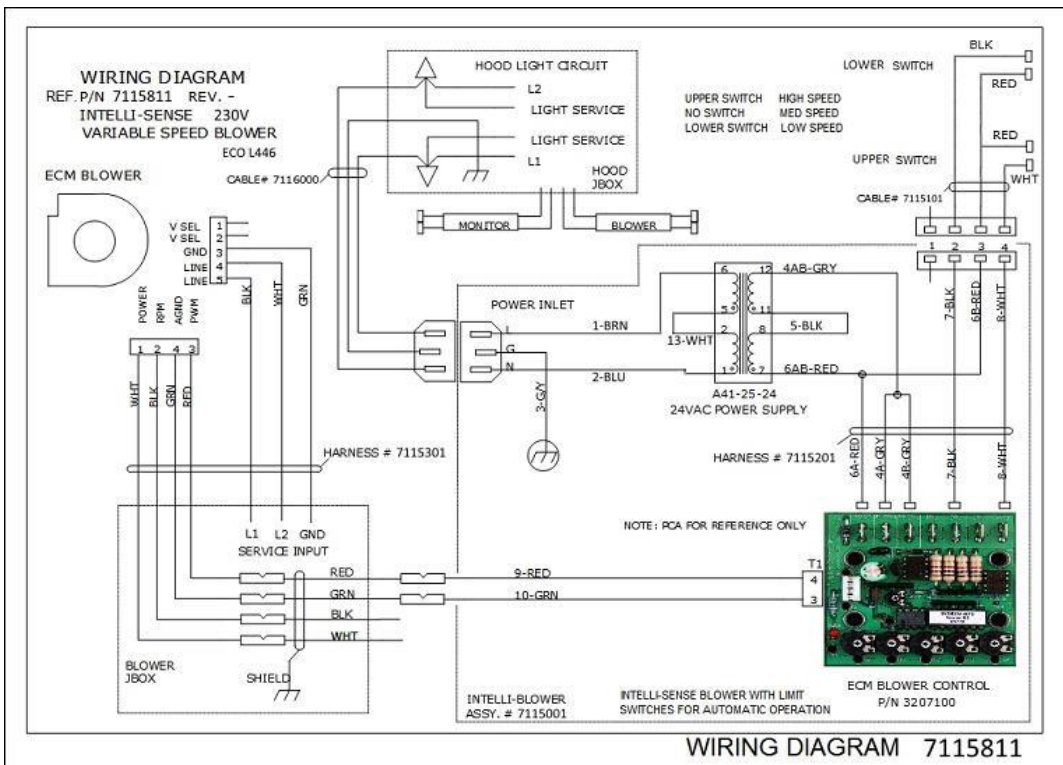 WIRING DIAGRAM
REF. P/N 7115811 REV. -
INTELLI-SENSE 230V
VARIABLE SPEED BLOWER
ECO L446
CABLE# 7116000
ECM BLOWER
V SEL 1
V SEL 2
GND 3
LINE 4
LINE 5
BLK
WHT
GRN
POWER
RPM
AGND
PWM
1 2 4 3
WHT
BLK
GRN
RED
HARNESS # 7115301
HOOD LIGHT CIRCUIT
L2
LIGHT SERVICE
LIGHT SERVICE
L1
HOOD
JBOX
MONITOR
BLOWER
UPPER SWITCH HIGH SPEED
NO SWITCH MED SPEED
LOWER SWITCH LOW SPEED
LOWER SWITCH
BLK
RED
RED
UPPER SWITCH
WHT
CABLE# 7115101
1 2 3 4
7-BLK
6B-RED
8-WHT
POWER INLET
L
G
N
1-BRN
13-WHT
2-BLU
3-G/Y
6 12
5 11
2 8
1 7
4AB-GRY
5-BLK
6AB-RED
A41-25-24
24VAC POWER SUPPLY
HARNESS # 7115201
6A-RED
4A-GRY
4B-GRY
7-BLK
8-WHT
NOTE: PCA FOR REFERENCE ONLY
L1 L2 GND
SERVICE INPUT
RED
GRN
BLK
WHT
9-RED
10-GRN
T1
4
3
BLOWER
JBOX
SHIELD
INTELLI-BLOWER
ASSY. # 7115001
INTELLI-SENSE BLOWER WITH LIMIT
SWITCHES FOR AUTOMATIC OPERATION
ECM BLOWER CONTROL
P/N 3207100
WIRING DIAGRAM 7115811